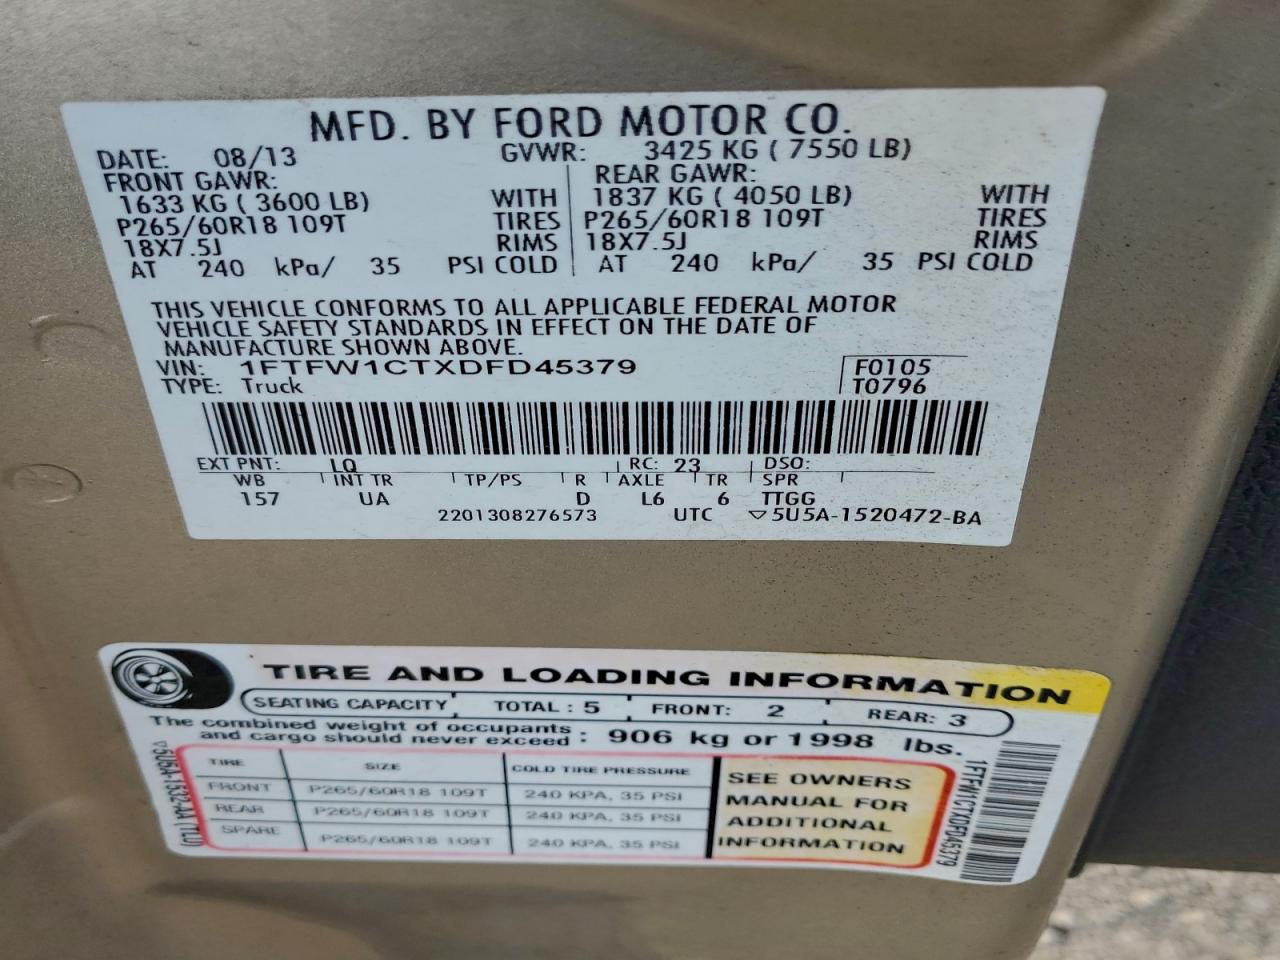 MFD. BY FORD MOTOR CO.
DATE: 08/13 GVWR: 3425 KG ( 7550 LB)
FRONT GAWR: REAR GAWR:
1633 KG ( 3600 LB) WITH 1837 KG ( 4050 LB) WITH
P265/60R18 109T TIRES P265/60R18 109T TIRES
18X7.5J RIMS 18X7.5J RIMS
AT 240 kPa/ 35 PSI COLD AT 240 kPa/ 35 PSI COLD
THIS VEHICLE CONFORMS TO ALL APPLICABLE FEDERAL MOTOR
VEHICLE SAFETY STANDARDS IN EFFECT ON THE DATE OF
MANUFACTURE SHOWN ABOVE.
VIN: 1FTFW1CTXDFD45379 F0105
TYPE: Truck T0796
EXT PNT: LQ RC: 23 DSO:
WB INT TR TP/PS R AXLE TR SPR
157 UA D L6 6 TTGG
2201308276573 UTC ▽5U5A-1520472-BA
TIRE AND LOADING INFORMATION
SEATING CAPACITY TOTAL : 5 FRONT: 2 REAR: 3
The combined weight of occupants
and cargo should never exceed : 906 kg or 1998 lbs.
TIRE SIZE COLD TIRE PRESSURE
FRONT P265/60R18 109T 240 KPA, 35 PSI
REAR P265/60R18 109T 240 KPA, 35 PSI
SPARE P265/60R18 109T 240 KPA, 35 PSI
SEE OWNERS
MANUAL FOR
ADDITIONAL
INFORMATION
▽5U5A-1532-AA (TLU)
1FTFW1CTXDFD45379